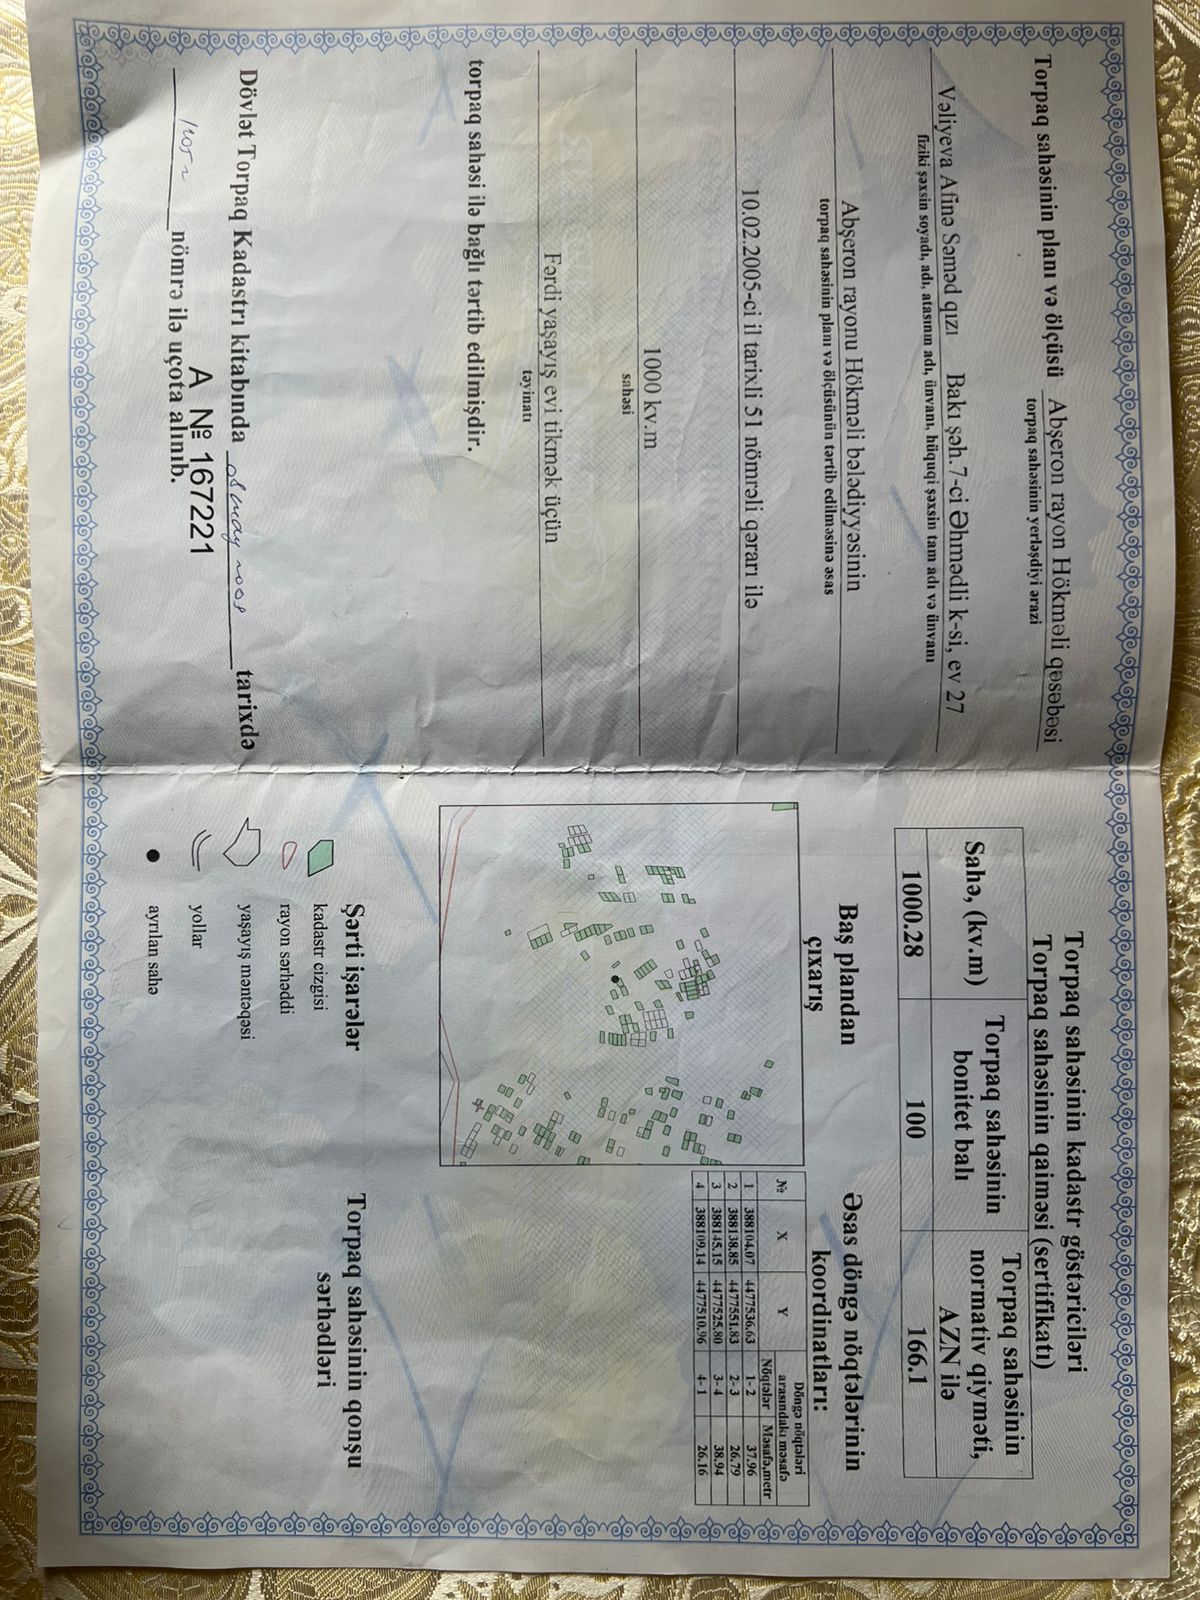 Torpaq sahəsinin planı və ölçüsü Abşeron rayon Hökməli qəsəbəsi
torpaq sahəsinin yerləşdiyi ərazi
Vəliyeva Afinə Səməd qızı Bakı şəh.7-ci Əhmədli k-si, ev 27
fiziki şəxsin soyadı, adı, atasının adı, ünvanı, hüquqi şəxsin tam adı və ünvanı
Abşeron rayonu Hökməli bələdiyyəsinin
torpaq sahəsinin planı və ölçüsünün tərtib edilməsinə əsas
10.02.2005-ci il tarixli 51 nömrəli qərarı ilə
1000 kv.m
sahəsi
Fərdi yaşayış evi tikmək üçün
təyinatı
torpaq sahəsi ilə bağlı tərtib edilmişdir.
Dövlət Torpaq Kadastrı kitabında may tarixdə
nömrə ilə uçota alınıb.
A № 167221
Torpaq sahəsinin kadastr göstəriciləri
Torpaq sahəsinin qaiməsi (sertifikatı)
Sahə, (kv.m) Torpaq sahəsinin bonitet balı Torpaq sahəsinin normativ qiyməti, AZN ilə
1000.28 100 166.1
Baş plandan
çıxarış
Əsas döngə nöqtələrinin
koordinatları:
№ X Y Döngə nöqtələri arasındakı məsafə
Nöqtələr Məsafə,metr
1 388104.07 4477536.63 1- 2 37.96
2 388138.85 4477551.83 2- 3 26.79
3 388145.15 4477525.80 3- 4 38.94
4 388109.14 4477510.96 4- 1 26.16
Şərti işarələr
kadastr cizgisi
rayon sərhəddi
yaşayış məntəqəsi
yollar
ayrılan sahə
Torpaq sahəsinin qonşu
sərhədləri